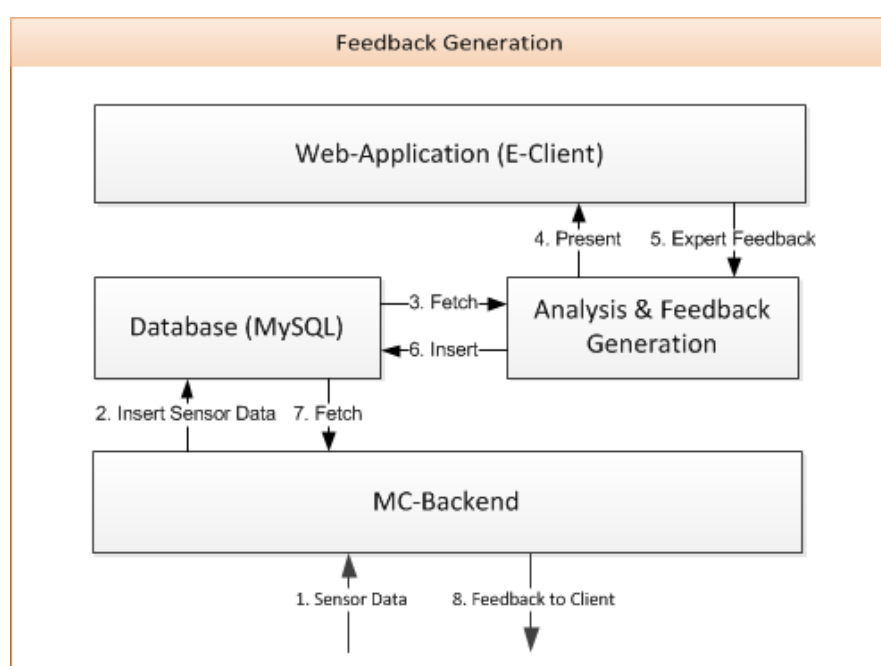 Feedback Generation
Web-Application (E-Client)
4. Present
5. Expert Feedback
Database (MySQL)
3. Fetch
6. Insert
Analysis & Feedback
Generation
2. Insert Sensor Data
7. Fetch
MC-Backend
1. Sensor Data
8. Feedback to Client